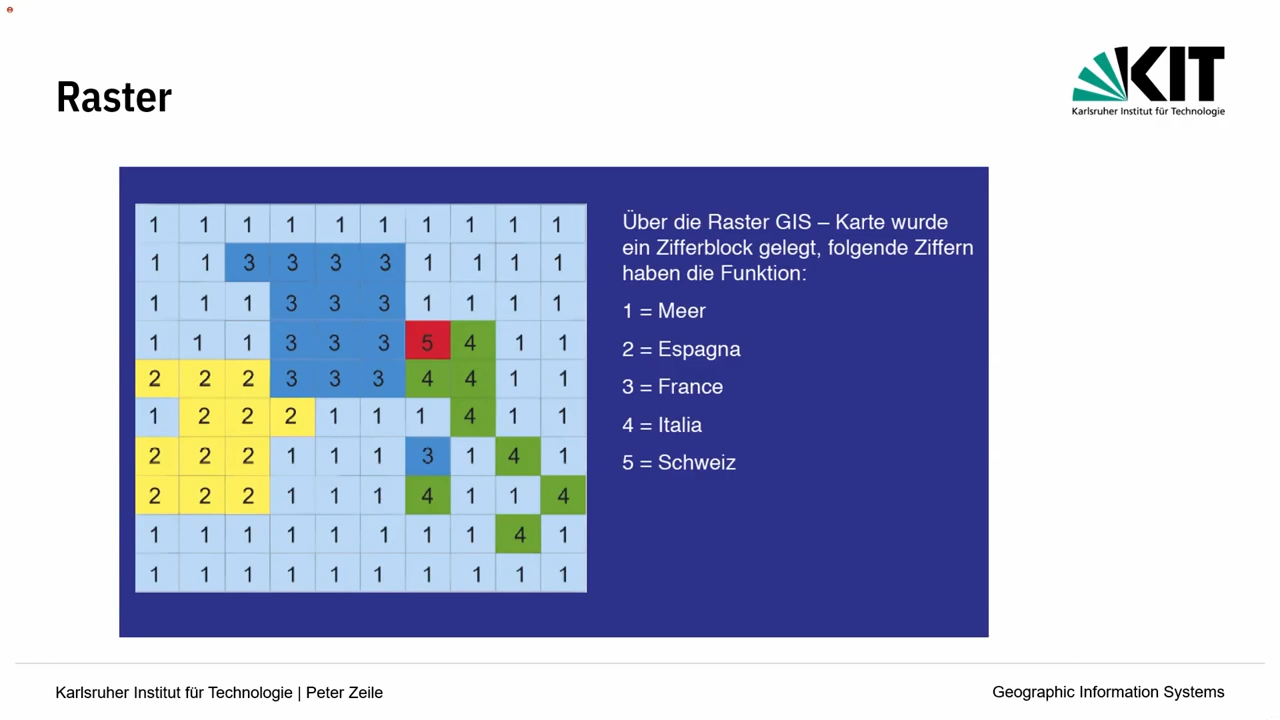 KIT
Karlsruher Institut für Technologie
Raster
1 1 1 1 1 1 1 1 1 1
1 1 3 3 3 3 1 1 1 1
1 1 1 3 3 3 1 1 1 1
1 1 1 3 3 3 5 4 1 1
2 2 2 3 3 3 4 4 1 1
1 2 2 2 1 1 1 4 1 1
2 2 2 1 1 1 3 1 4 1
2 2 2 1 1 1 4 1 1 4
1 1 1 1 1 1 1 1 4 1
1 1 1 1 1 1 1 1 1 1
Über die Raster GIS – Karte wurde
ein Zifferblock gelegt, folgende Ziffern
haben die Funktion:
1 = Meer
2 = Espagna
3 = France
4 = Italia
5 = Schweiz
Karlsruher Institut für Technologie | Peter Zeile
Geographic Information Systems